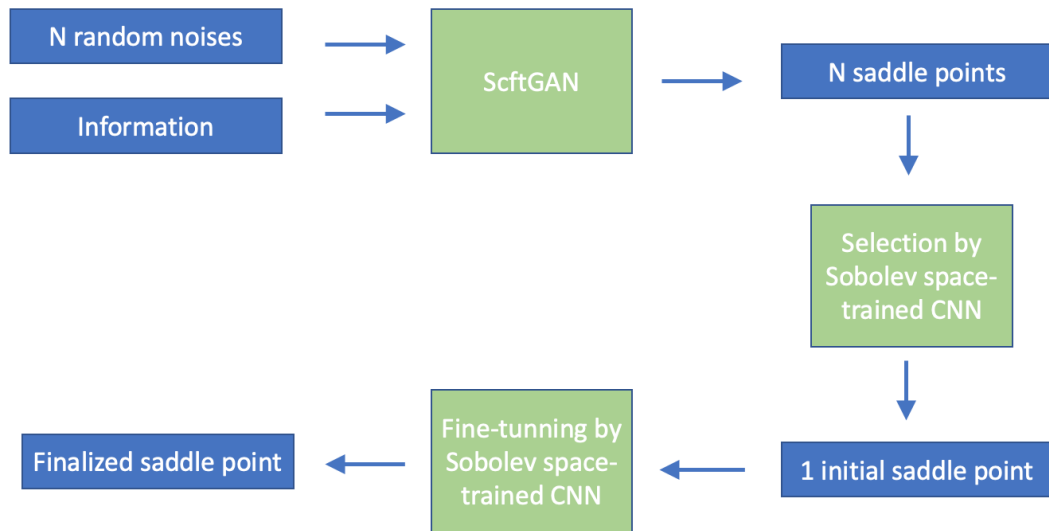 N random noises
Information
ScftGAN
N saddle points
Selection by
Sobolev space-
trained CNN
1 initial saddle point
Fine-tunning by
Sobolev space-
trained CNN
Finalized saddle point